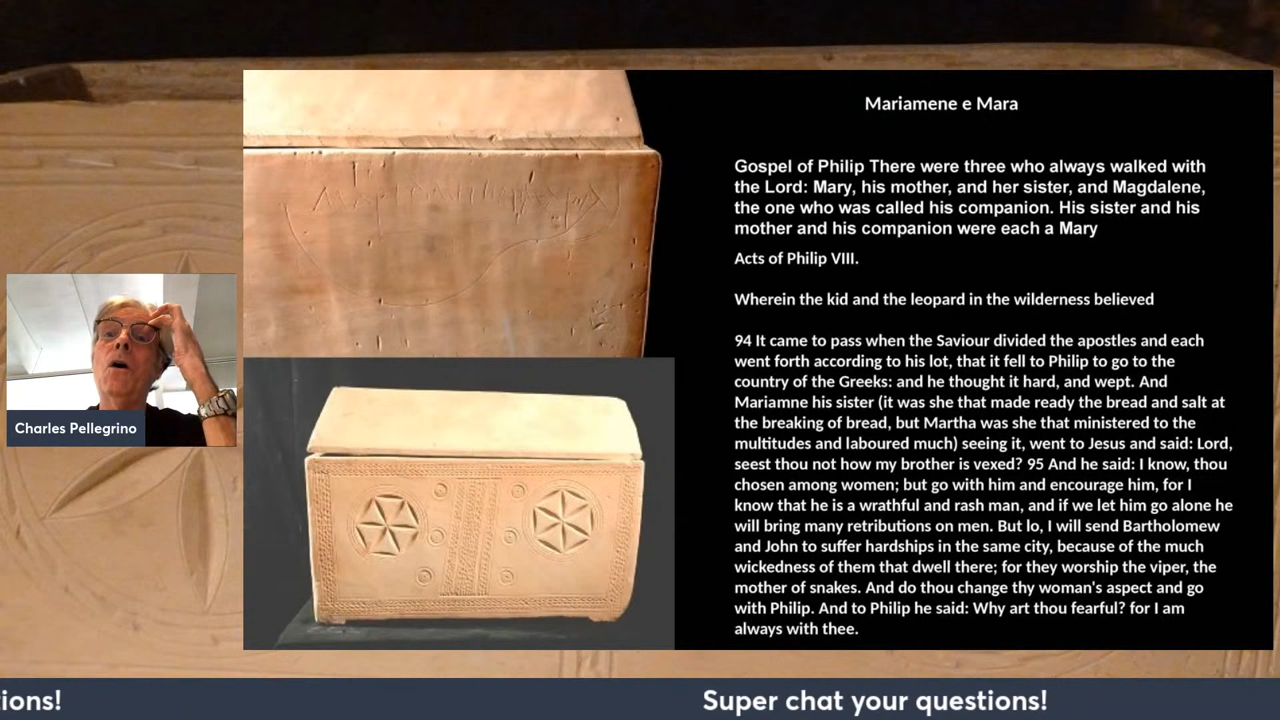 Mariamene e Mara
Gospel of Philip There were three who always walked with
the Lord: Mary, his mother, and her sister, and Magdalene,
the one who was called his companion. His sister and his
mother and his companion were each a Mary
Acts of Philip VIII.
Wherein the kid and the leopard in the wilderness believed
94 It came to pass when the Saviour divided the apostles and each
went forth according to his lot, that it fell to Philip to go to the
country of the Greeks: and he thought it hard, and wept. And
Mariamne his sister (it was she that made ready the bread and salt at
the breaking of bread, but Martha was she that ministered to the
multitudes and laboured much) seeing it, went to Jesus and said: Lord,
seest thou not how my brother is vexed? 95 And he said: I know, thou
chosen among women; but go with him and encourage him, for I
know that he is a wrathful and rash man, and if we let him go alone he
will bring many retributions on men. But lo, I will send Bartholomew
and John to suffer hardships in the same city, because of the much
wickedness of them that dwell there; for they worship the viper, the
mother of snakes. And do thou change thy woman's aspect and go
with Philip. And to Philip he said: Why art thou fearful? for I am
always with thee.
Charles Pellegrino
tions!
Super chat your questions!